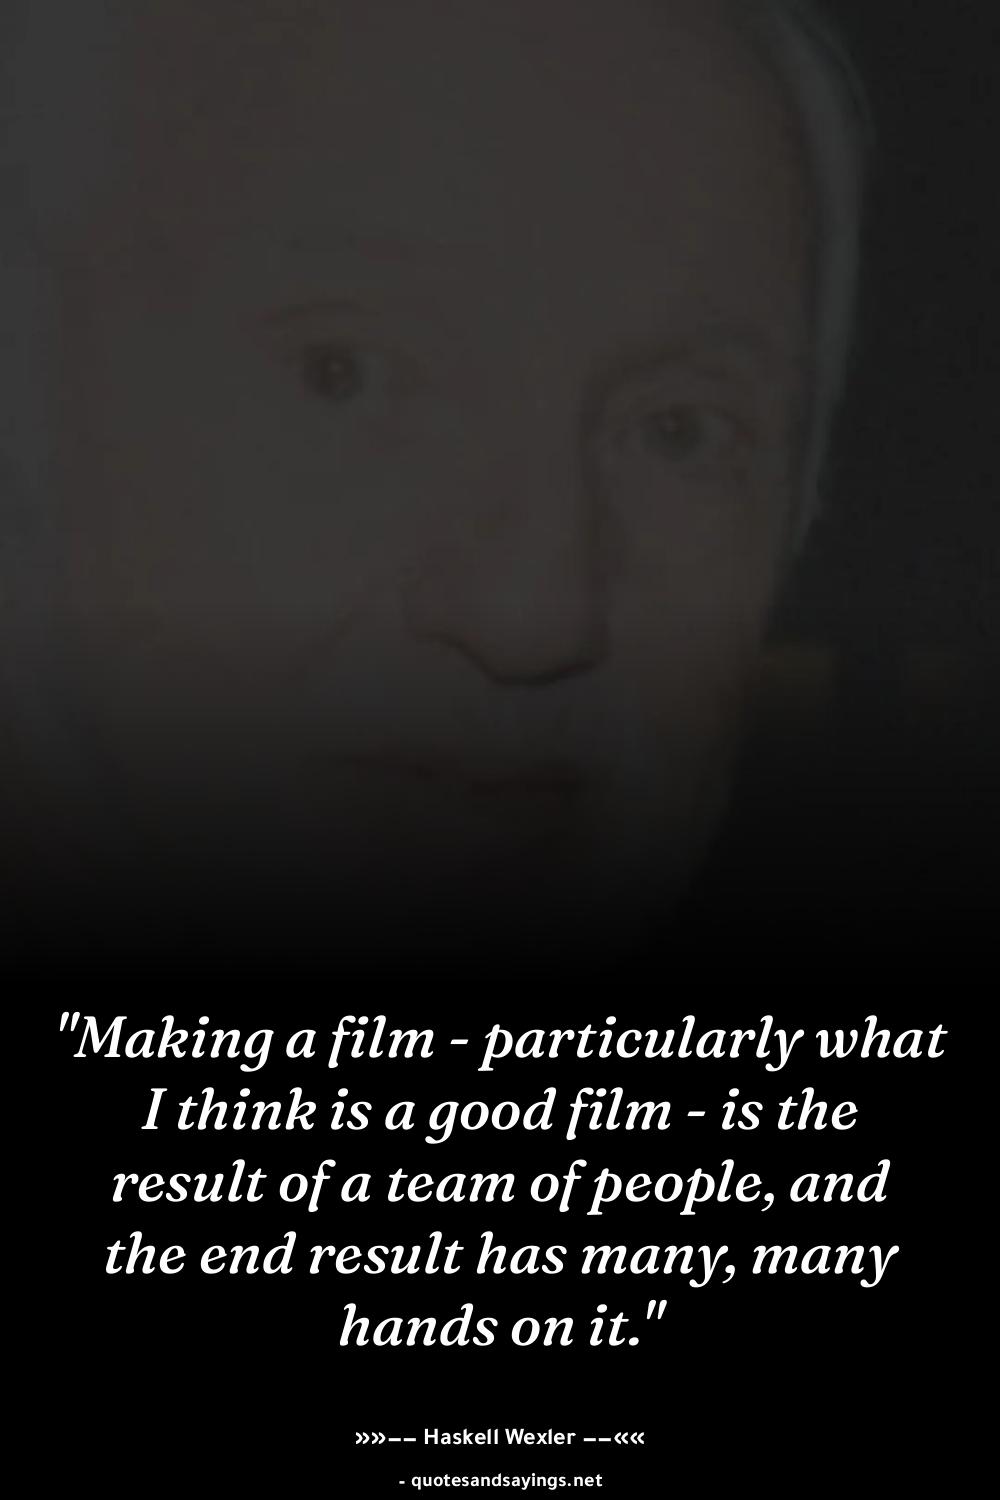 "Making a film - particularly what
I think is a good film - is the
result of a team of people, and
the end result has many, many
hands on it."
»»–– Haskell Wexler ––««
- quotesandsayings.net